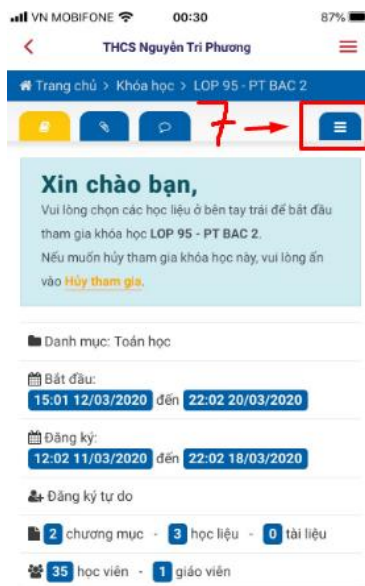 VN MOBIFONE 00:30 87%
THCS Nguyễn Tri Phương
Trang chủ > Khóa học > LOP 95 - PT BAC 2
7
Xin chào bạn,
Vui lòng chọn các học liệu ở bên tay trái để bắt đầu
tham gia khóa học LOP 95 - PT BAC 2.
Nếu muốn hủy tham gia khóa học này, vui lòng ấn
vào Hủy tham gia.
Danh mục: Toán học
Bắt đầu:
15:01 12/03/2020 đến 22:02 20/03/2020
Đăng ký:
12:02 11/03/2020 đến 22:02 18/03/2020
Đăng ký tự do
2 chương mục - 3 học liệu - 0 tài liệu
35 học viên - 1 giáo viên